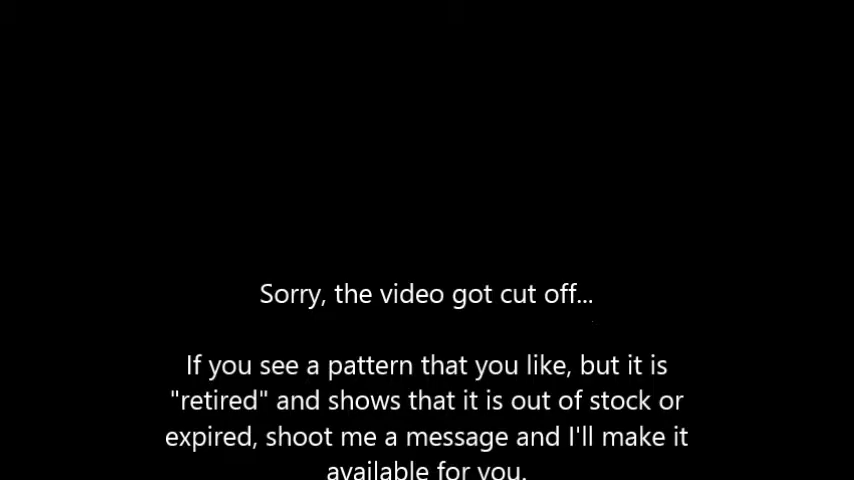 Sorry, the video got cut off...
If you see a pattern that you like, but it is
"retired" and shows that it is out of stock or
expired, shoot me a message and I'll make it
available for you.